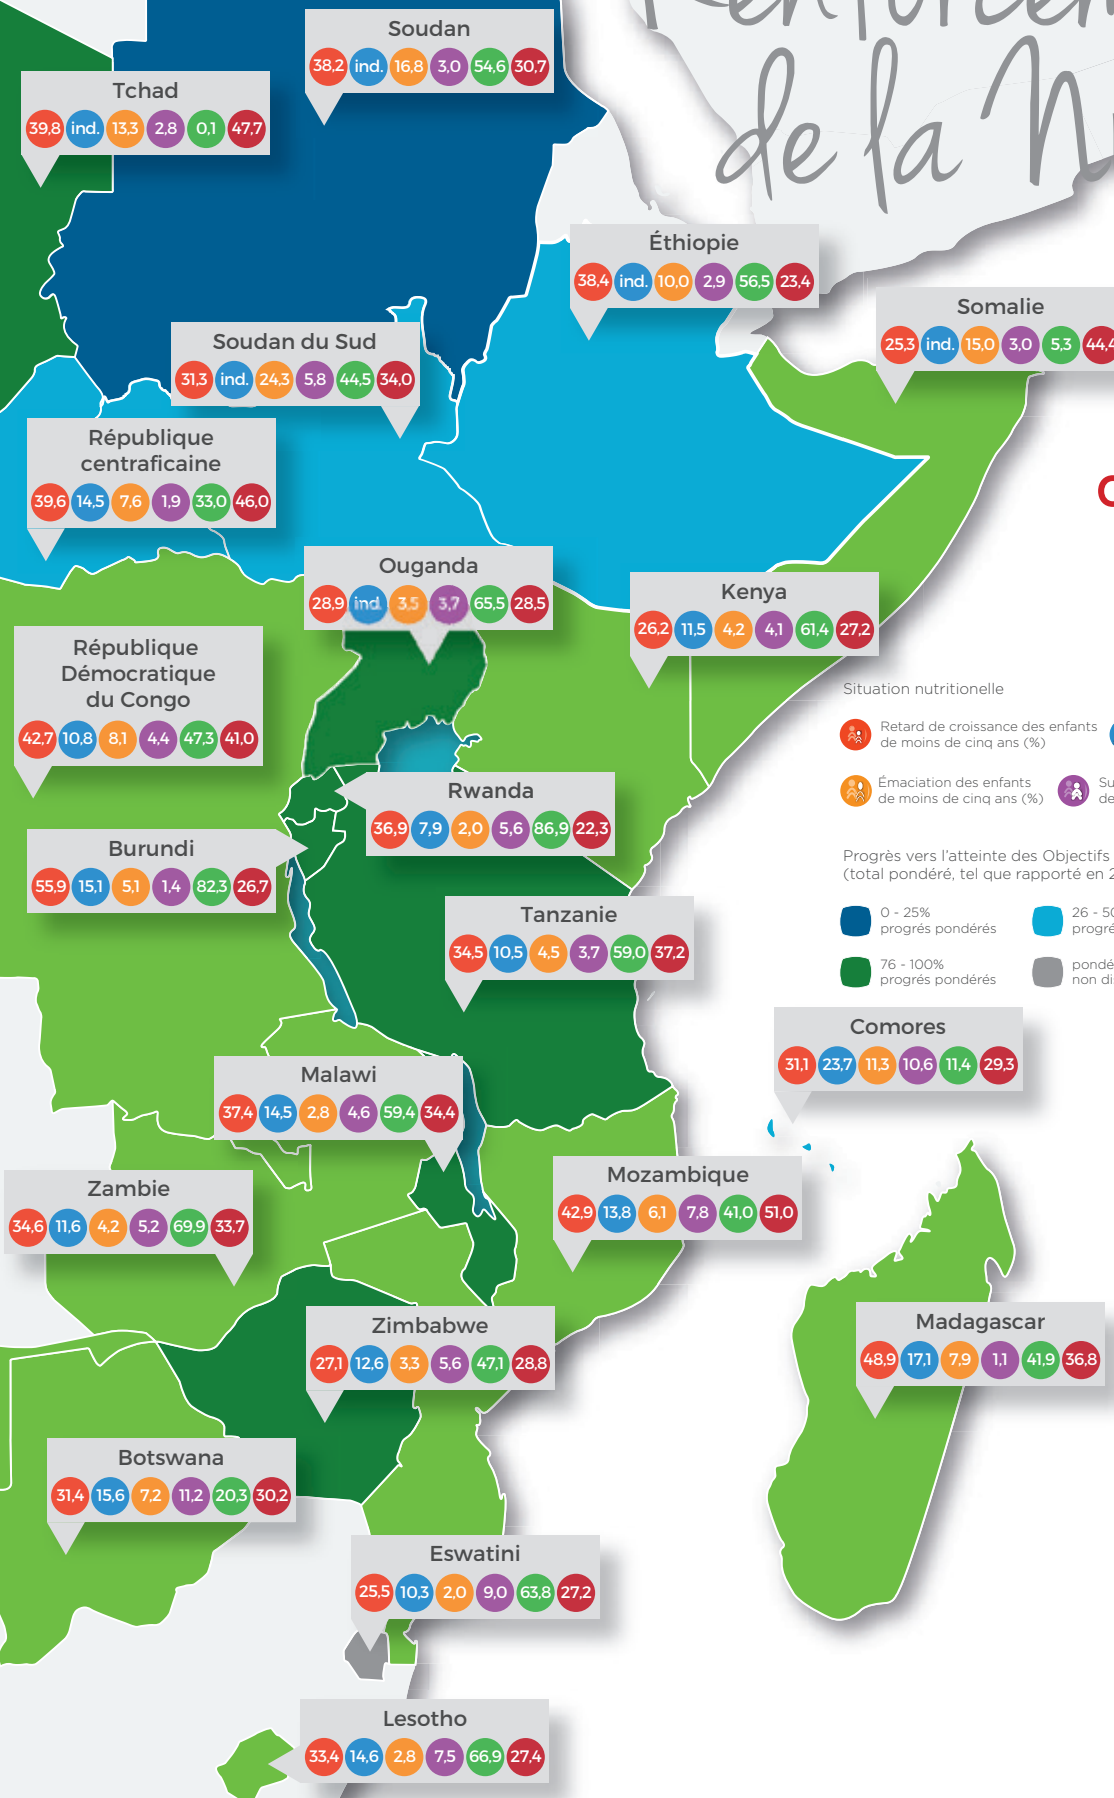 Renforcem
de la N
Soudan
38,2 ind. 16,8 3,0 54,6 30,7
Tchad
39,8 ind. 13,3 2,8 0,1 47,7
Éthiopie
38,4 ind. 10,0 2,9 56,5 23,4
Somalie
25,3 ind. 15,0 3,0 5,3 44,4
Soudan du Sud
31,3 ind. 24,3 5,8 44,5 34,0
République
centraficaine
39,6 14,5 7,6 1,9 33,0 46,0
Ouganda
28,9 ind. 3,5 3,7 65,5 28,5
Kenya
26,2 11,5 4,2 4,1 61,4 27,2
République
Démocratique
du Congo
42,7 10,8 8,1 4,4 47,3 41,0
Situation nutritionelle
Retard de croissance des enfants
de moins de cinq ans (%)
Émaciation des enfants
de moins de cinq ans (%)
Su
de
Rwanda
36,9 7,9 2,0 5,6 86,9 22,3
Burundi
55,9 15,1 5,1 1,4 82,3 26,7
Progrès vers l'atteinte des Objectifs
(total pondéré, tel que rapporté en 2
0 - 25%
progrés pondérés
26 - 50
progré
76 - 100%
progrés pondérés
pondé
non di
Tanzanie
34,5 10,5 4,5 3,7 59,0 37,2
Comores
31,1 23,7 11,3 10,6 11,4 29,3
Malawi
37,4 14,5 2,8 4,6 59,4 34,4
Mozambique
42,9 13,8 6,1 7,8 41,0 51,0
Zambie
34,6 11,6 4,2 5,2 69,9 33,7
Zimbabwe
27,1 12,6 3,3 5,6 47,1 28,8
Madagascar
48,9 17,1 7,9 1,1 41,9 36,8
Botswana
31,4 15,6 7,2 11,2 20,3 30,2
Eswatini
25,5 10,3 2,0 9,0 63,8 27,2
Lesotho
33,4 14,6 2,8 7,5 66,9 27,4